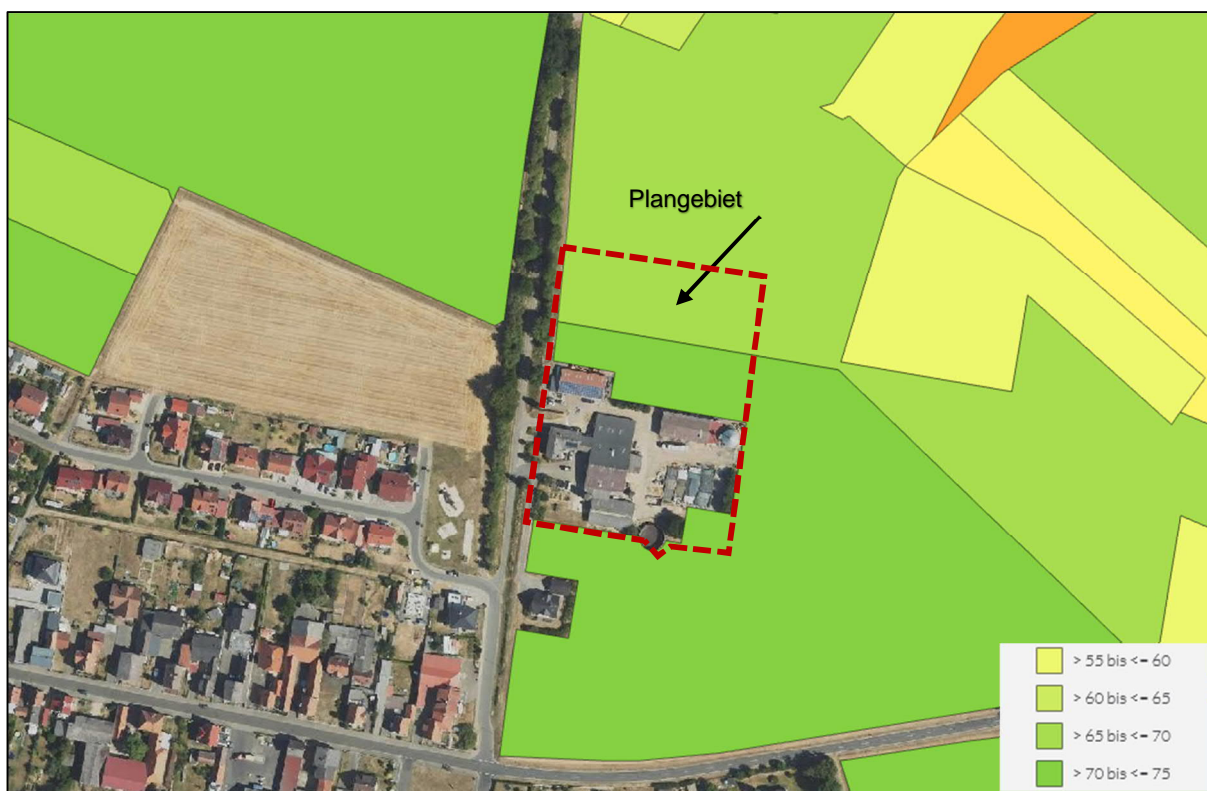 Plangebiet
> 55 bis <= 60
> 60 bis <= 65
> 65 bis <= 70
> 70 bis <= 75